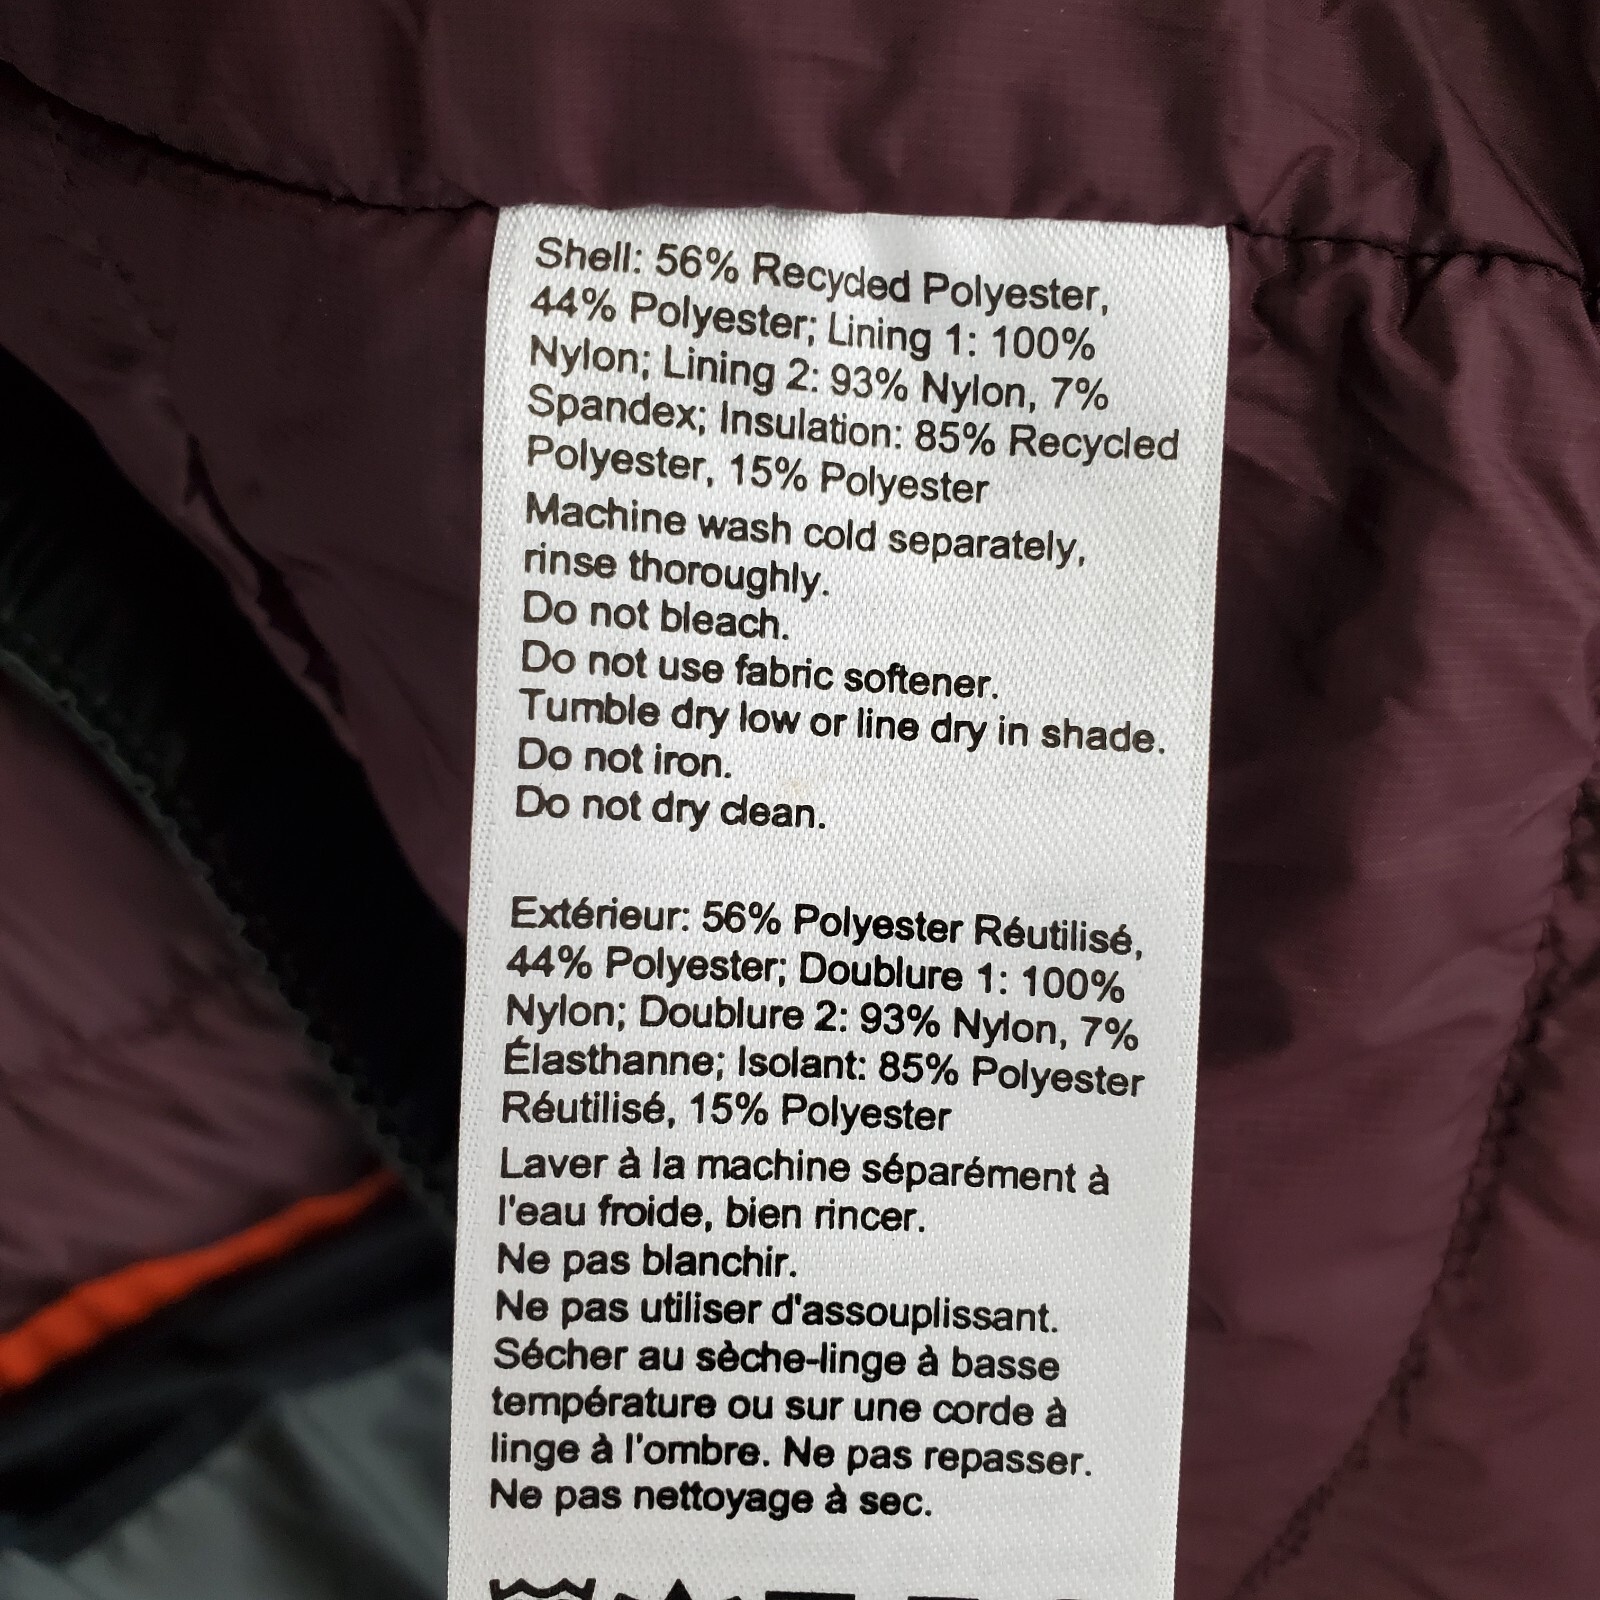 Shell: 56% Recycled Polyester,
44% Polyester; Lining 1: 100%
Nylon; Lining 2: 93% Nylon, 7%
Spandex; Insulation: 85% Recycled
Polyester, 15% Polyester
Machine wash cold separately,
rinse thoroughly.
Do not bleach.
Do not use fabric softener.
Tumble dry low or line dry in shade.
Do not iron.
Do not dry clean.
Extérieur: 56% Polyester Réutilisé,
44% Polyester; Doublure 1: 100%
Nylon; Doublure 2: 93% Nylon, 7%
Élasthanne; Isolant: 85% Polyester
Réutilisé, 15% Polyester
Laver à la machine séparément à
l'eau froide, bien rincer.
Ne pas blanchir.
Ne pas utiliser d'assouplissant.
Sécher au sèche-linge à basse
température ou sur une corde à
linge à l'ombre. Ne pas repasser.
Ne pas nettoyage à sec.